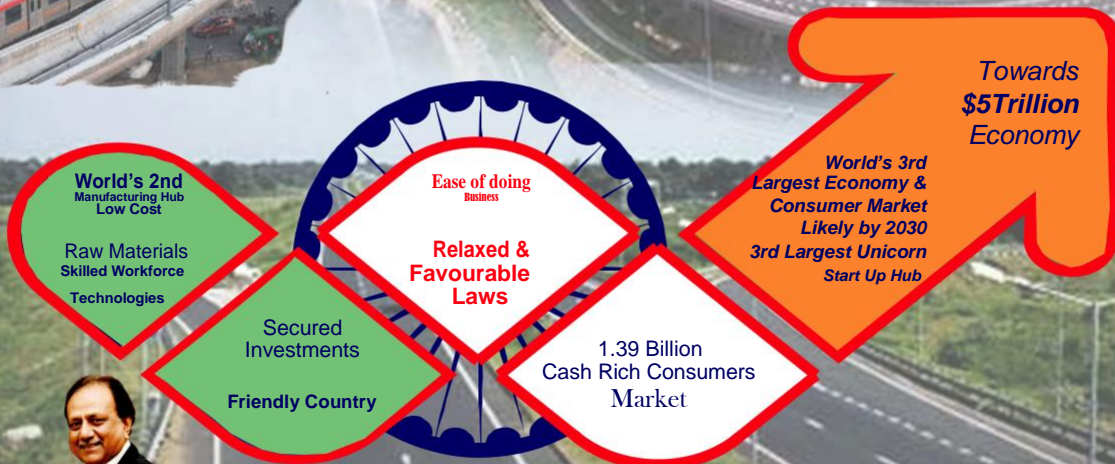 World's 2nd
Manufacturing Hub
Low Cost
Raw Materials
Skilled Workforce
Technologies
Secured
Investments
Friendly Country
Ease of doing
Business
Relaxed &
Favourable
Laws
1.39 Billion
Cash Rich Consumers
Market
World's 3rd
Largest Economy &
Consumer Market
Likely by 2030
3rd Largest Unicorn
Start Up Hub
Towards
$5Trillion
Economy